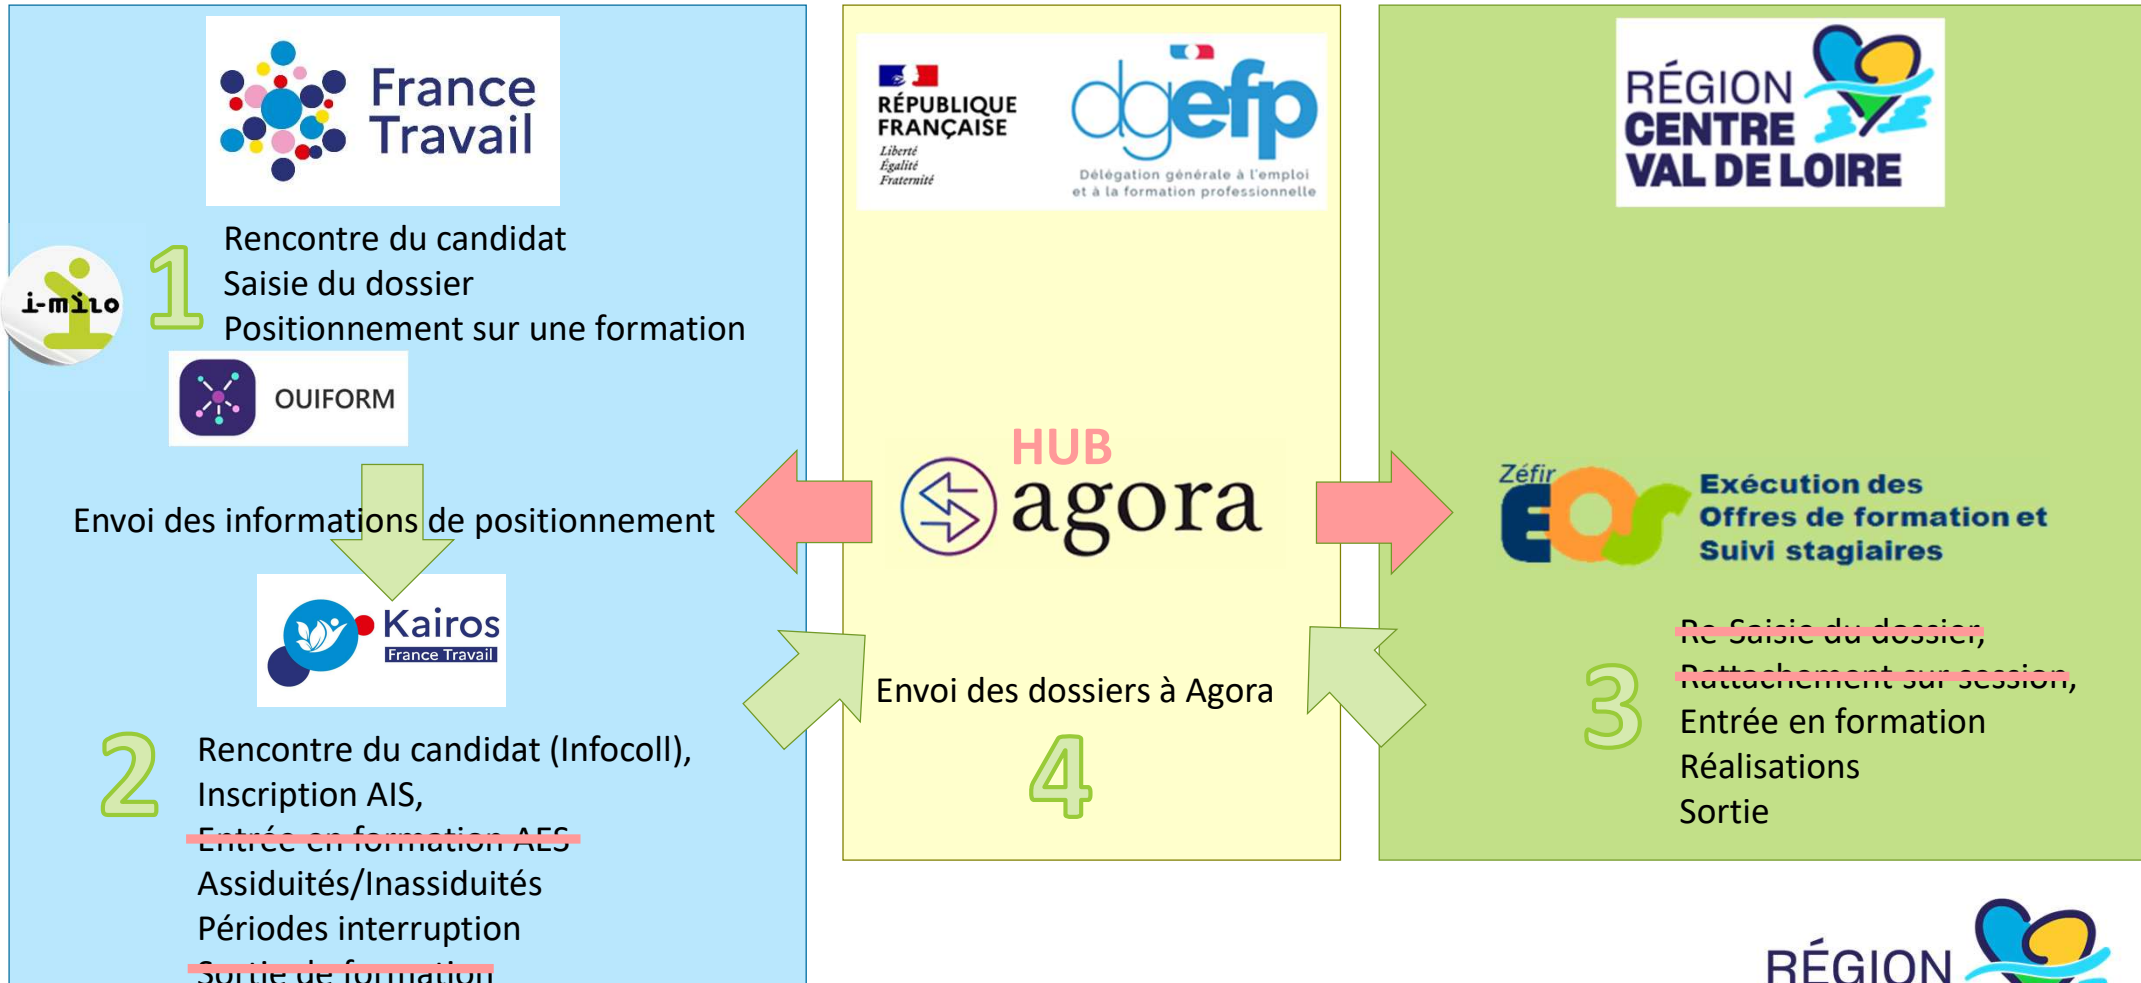 France
Travail
i-milo
1
Rencontre du candidat
Saisie du dossier
Positionnement sur une formation
OUIFORM
Envoi des informations de positionnement
Kairos
France Travail
2
Rencontre du candidat (Infocoll),
Inscription AIS,
Entrée en formation AES
Assiduités/Inassiduités
Périodes interruption
Sortie de formation
RÉPUBLIQUE
FRANÇAISE
Liberté
Égalité
Fraternité
dgefp
Délégation générale à l'emploi
et à la formation professionnelle
HUB
agora
Envoi des dossiers à Agora
4
RÉGION
CENTRE
VAL DE LOIRE
Zéfir
EOS
Exécution des
Offres de formation et
Suivi stagiaires
3
Re-Saisie du dossier,
Rattachement sur session,
Entrée en formation
Réalisations
Sortie
RÉGION